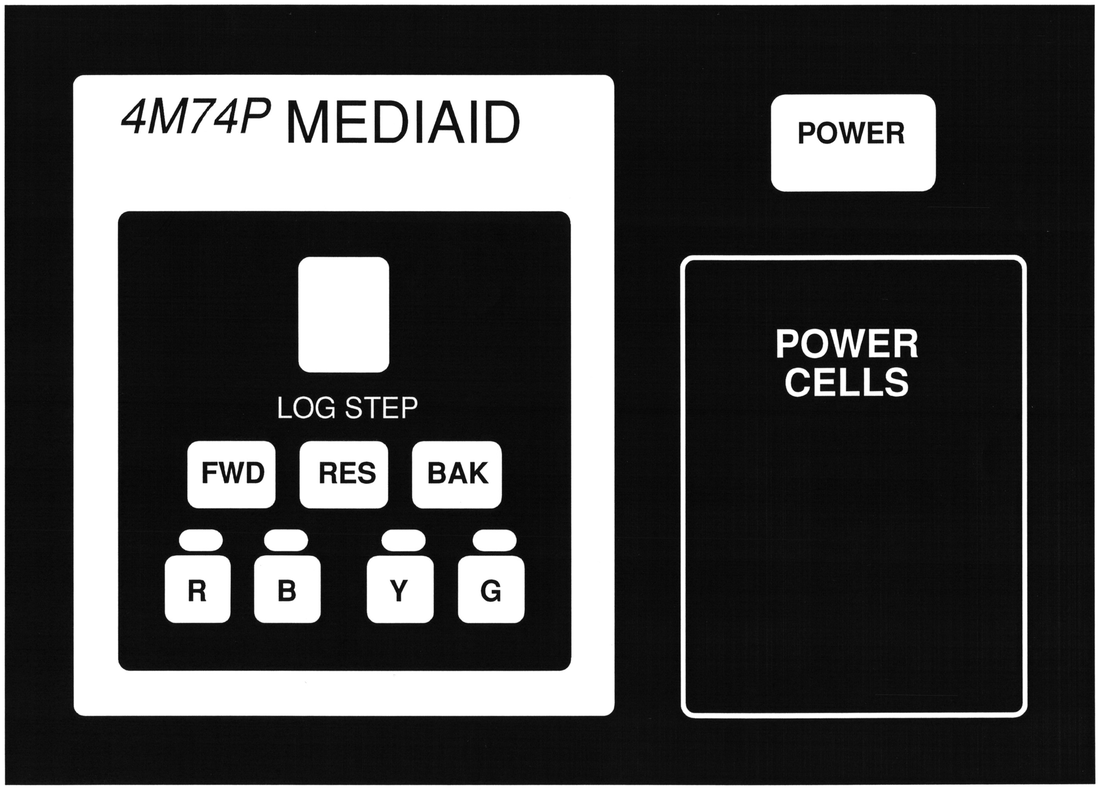 4M74P MEDIAID
POWER
LOG STEP
FWD RES BAK
R B Y G
POWER
CELLS